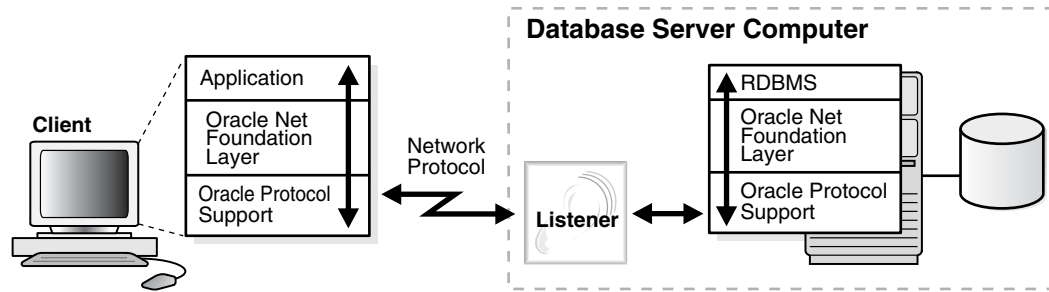 Database Server Computer
Client
Application
Oracle Net
Foundation
Layer
Oracle Protocol
Support
Network
Protocol
Listener
RDBMS
Oracle Net
Foundation
Layer
Oracle Protocol
Support